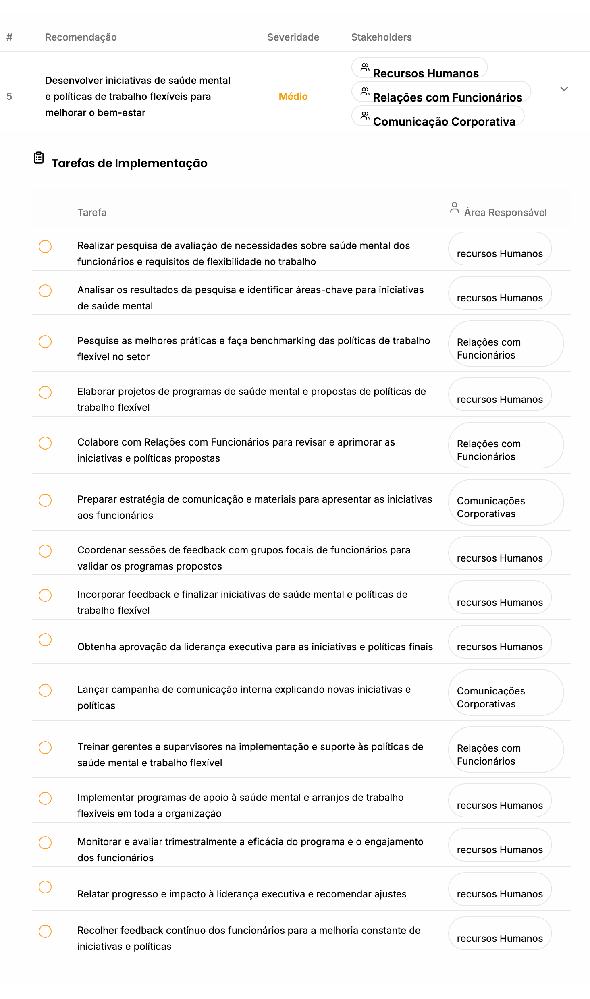 # Recomendação Severidade Stakeholders
5
Desenvolver iniciativas de saúde mental
e políticas de trabalho flexíveis para
melhorar o bem-estar
Médio
Recursos Humanos
Relações com Funcionários
Comunicação Corporativa
Tarefas de Implementação
Tarefa Área Responsável
Realizar pesquisa de avaliação de necessidades sobre saúde mental dos
funcionários e requisitos de flexibilidade no trabalho
recursos Humanos
Analisar os resultados da pesquisa e identificar áreas-chave para iniciativas
de saúde mental
recursos Humanos
Pesquise as melhores práticas e faça benchmarking das políticas de trabalho
flexível no setor
Relações com
Funcionários
Elaborar projetos de programas de saúde mental e propostas de políticas de
trabalho flexível
recursos Humanos
Colabore com Relações com Funcionários para revisar e aprimorar as
iniciativas e políticas propostas
Relações com
Funcionários
Preparar estratégia de comunicação e materiais para apresentar as iniciativas
aos funcionários
Comunicações
Corporativas
Coordenar sessões de feedback com grupos focais de funcionários para
validar os programas propostos
recursos Humanos
Incorporar feedback e finalizar iniciativas de saúde mental e políticas de
trabalho flexível
recursos Humanos
Obtenha aprovação da liderança executiva para as iniciativas e políticas finais
recursos Humanos
Lançar campanha de comunicação interna explicando novas iniciativas e
políticas
Comunicações
Corporativas
Treinar gerentes e supervisores na implementação e suporte às políticas de
saúde mental e trabalho flexível
Relações com
Funcionários
Implementar programas de apoio à saúde mental e arranjos de trabalho
flexíveis em toda a organização
recursos Humanos
Monitorar e avaliar trimestralmente a eficácia do programa e o engajamento
dos funcionários
recursos Humanos
Relatar progresso e impacto à liderança executiva e recomendar ajustes
recursos Humanos
Recolher feedback contínuo dos funcionários para a melhoria constante de
iniciativas e políticas
recursos Humanos